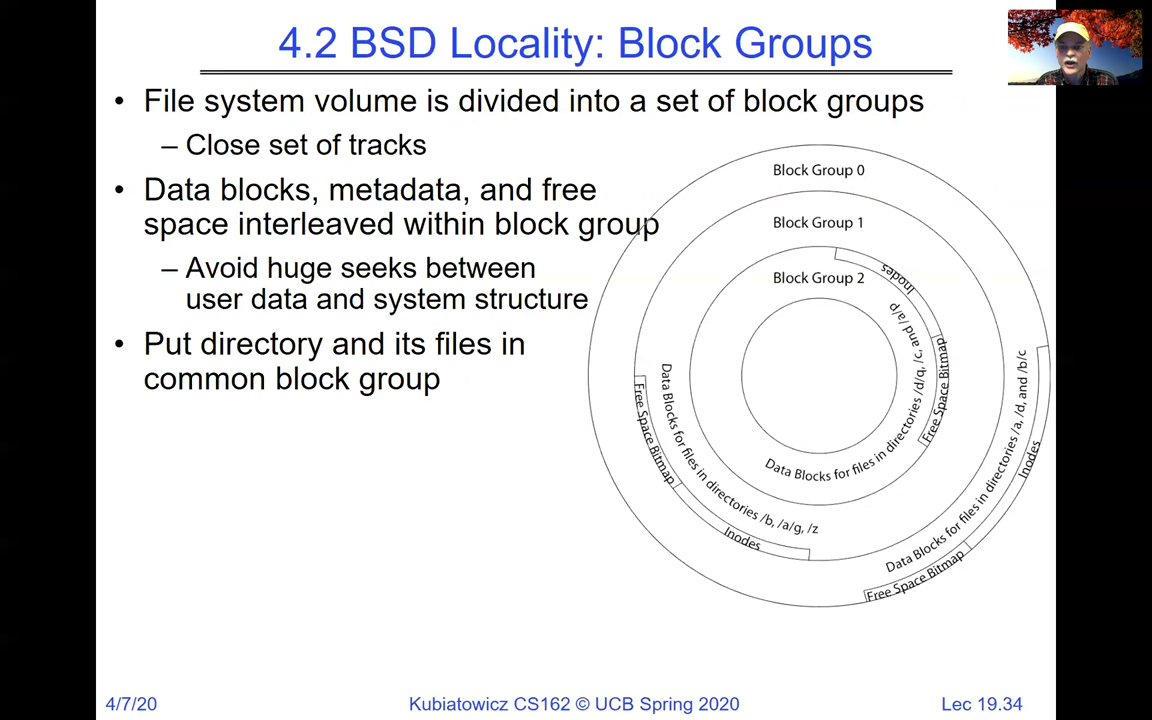 4.2 BSD Locality: Block Groups
• File system volume is divided into a set of block groups
– Close set of tracks
• Data blocks, metadata, and free
space interleaved within block group
– Avoid huge seeks between
user data and system structure
• Put directory and its files in
common block group
Block Group 0
Block Group 1
Block Group 2
Inodes
Data Blocks for files in directories /d/q, /c, and /a/p
Free Space Bitmap
Data Blocks for files in directories /b, /a/g, /z
Free Space Bitmap
Inodes
Data Blocks for files in directories /a, /d, and /b/c
Inodes
Free Space Bitmap
4/7/20
Kubiatowicz CS162 © UCB Spring 2020
Lec 19.34